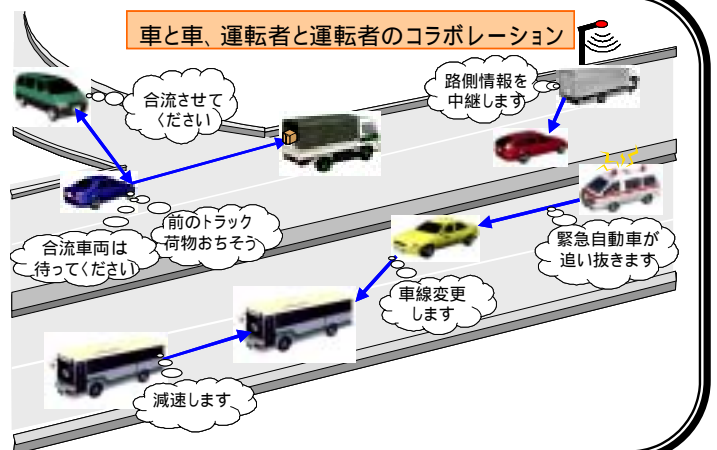 車と車、運転者と運転者のコラボレーション
合流させて
ください
路側情報を
中継します
前のトラック
荷物おちそう
合流車両は
待ってください
緊急自動車が
追い抜きます
車線変更
します
減速します